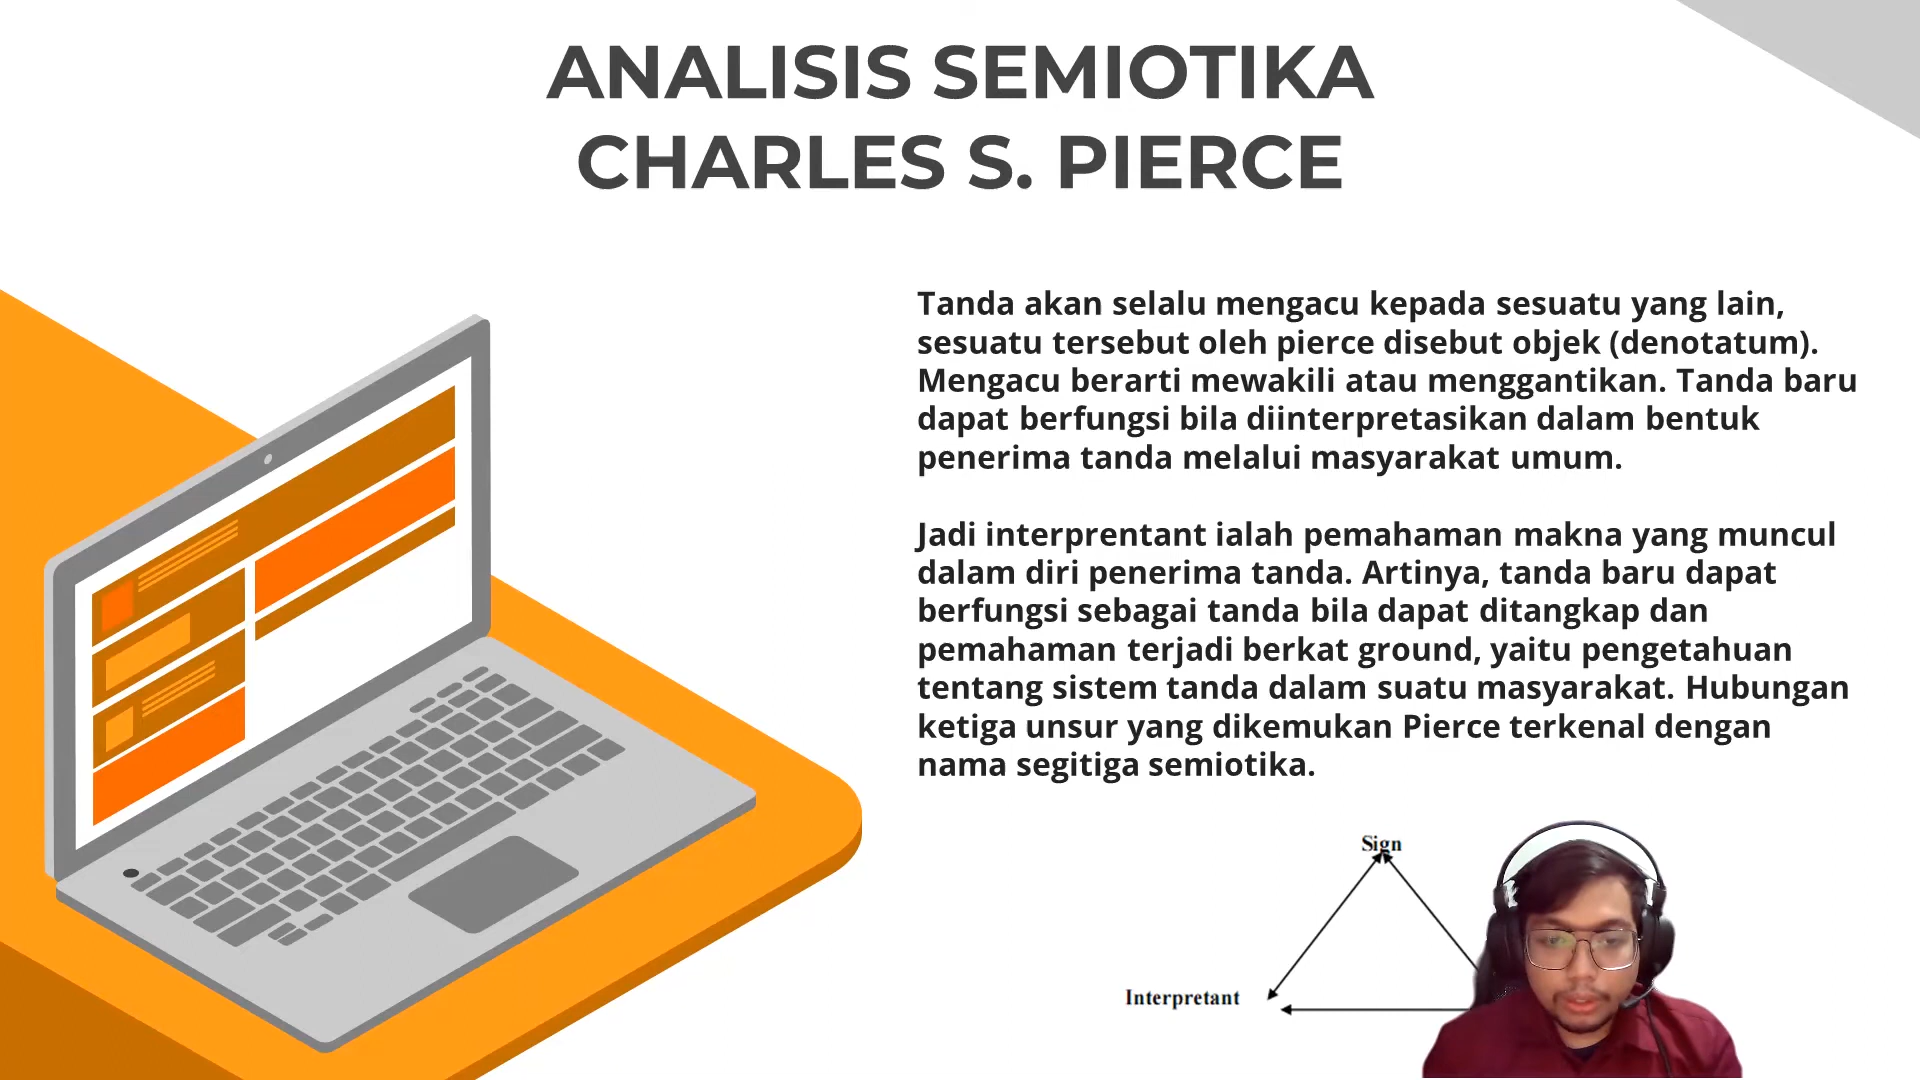 ANALISIS SEMIOTIKA
CHARLES S. PIERCE
Tanda akan selalu mengacu kepada sesuatu yang lain,
sesuatu tersebut oleh pierce disebut objek (denotatum).
Mengacu berarti mewakili atau menggantikan. Tanda baru
dapat berfungsi bila diinterpretasikan dalam bentuk
penerima tanda melalui masyarakat umum.
Jadi interprentant ialah pemahaman makna yang muncul
dalam diri penerima tanda. Artinya, tanda baru dapat
berfungsi sebagai tanda bila dapat ditangkap dan
pemahaman terjadi berkat ground, yaitu pengetahuan
tentang sistem tanda dalam suatu masyarakat. Hubungan
ketiga unsur yang dikemukan Pierce terkenal dengan
nama segitiga semiotika.
Sign
Interpretant